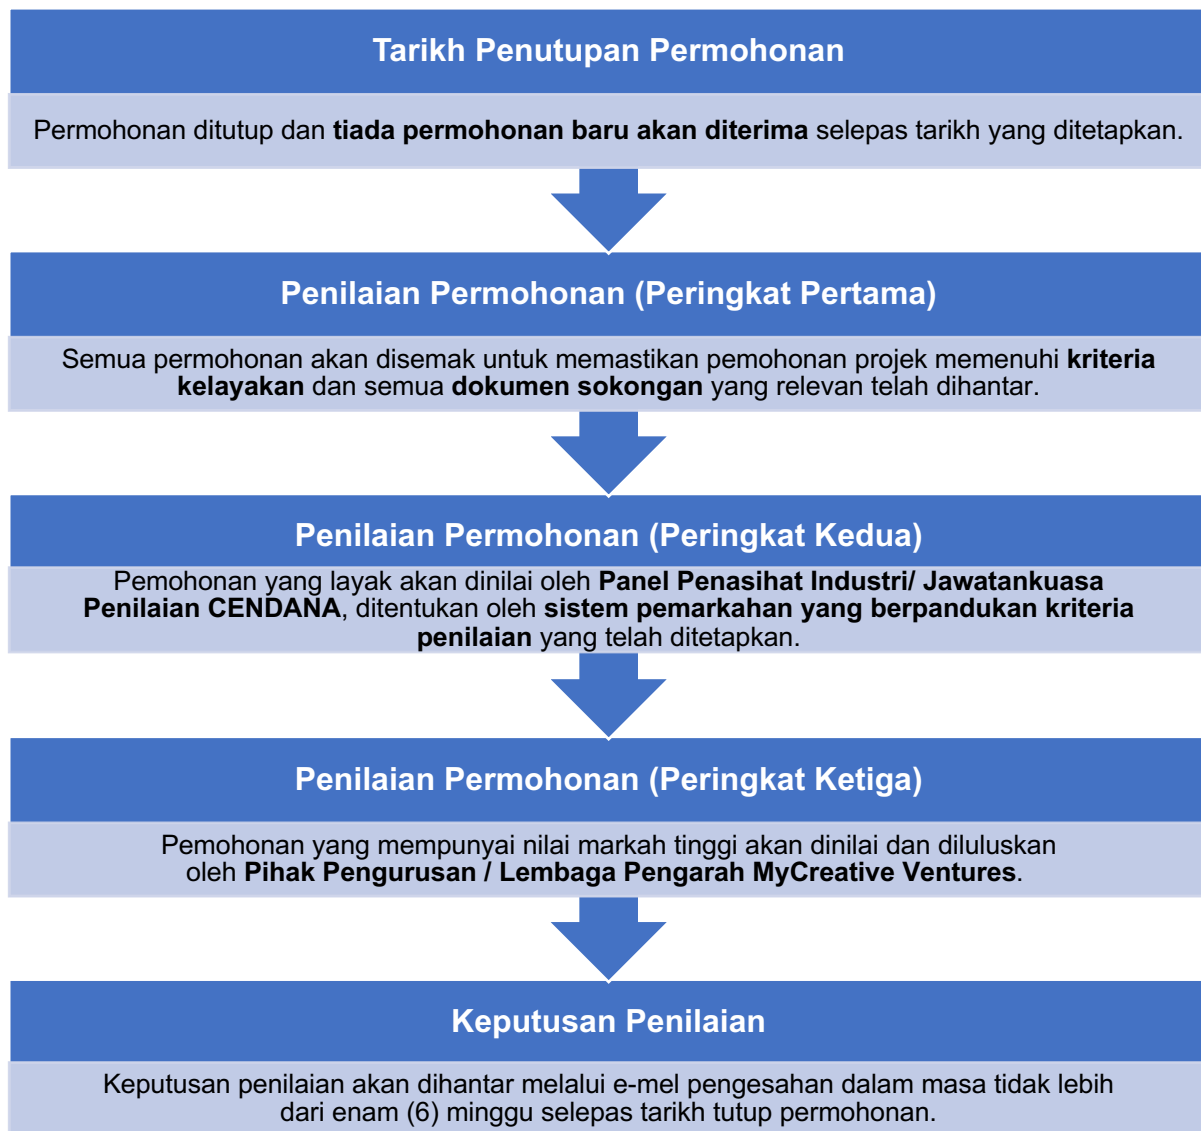 Tarikh Penutupan Permohonan
Permohonan ditutup dan tiada permohonan baru akan diterima selepas tarikh yang ditetapkan.
Penilaian Permohonan (Peringkat Pertama)
Semua permohonan akan disemak untuk memastikan pemohonan projek memenuhi kriteria
kelayakan dan semua dokumen sokongan yang relevan telah dihantar.
Penilaian Permohonan (Peringkat Kedua)
Pemohonan yang layak akan dinilai oleh Panel Penasihat Industri/ Jawatankuasa
Penilaian CENDANA, ditentukan oleh sistem pemarkahan yang berpandukan kriteria
penilaian yang telah ditetapkan.
Penilaian Permohonan (Peringkat Ketiga)
Pemohonan yang mempunyai nilai markah tinggi akan dinilai dan diluluskan
oleh Pihak Pengurusan / Lembaga Pengarah MyCreative Ventures.
Keputusan Penilaian
Keputusan penilaian akan dihantar melalui e-mel pengesahan dalam masa tidak lebih
dari enam (6) minggu selepas tarikh tutup permohonan.